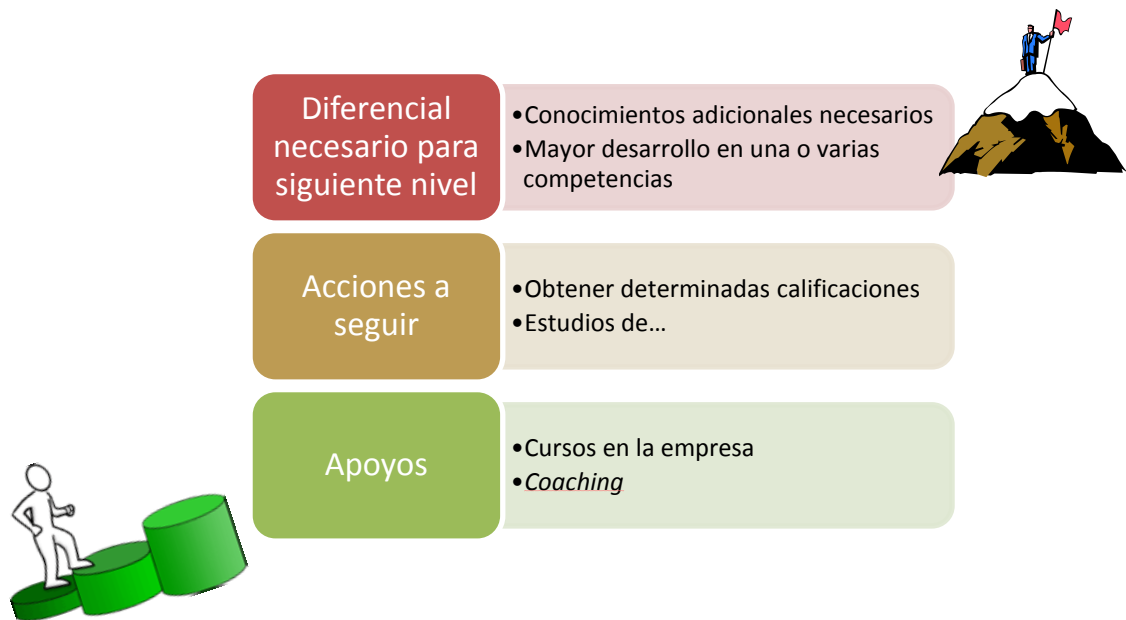 Diferencial
necesario para
siguiente nivel
•Conocimientos adicionales necesarios
•Mayor desarrollo en una o varias
competencias
Acciones a
seguir
•Obtener determinadas calificaciones
•Estudios de…
Apoyos
•Cursos en la empresa
•Coaching